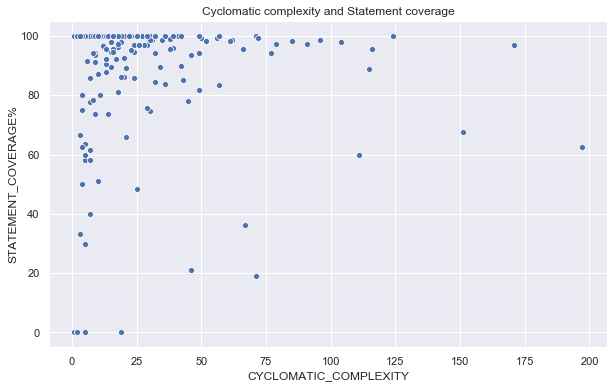 Cyclomatic complexity and Statement coverage
STATEMENT_COVERAGE%
100
80
60
40
20
0
0 25 50 75 100 125 150 175 200
CYCLOMATIC_COMPLEXITY